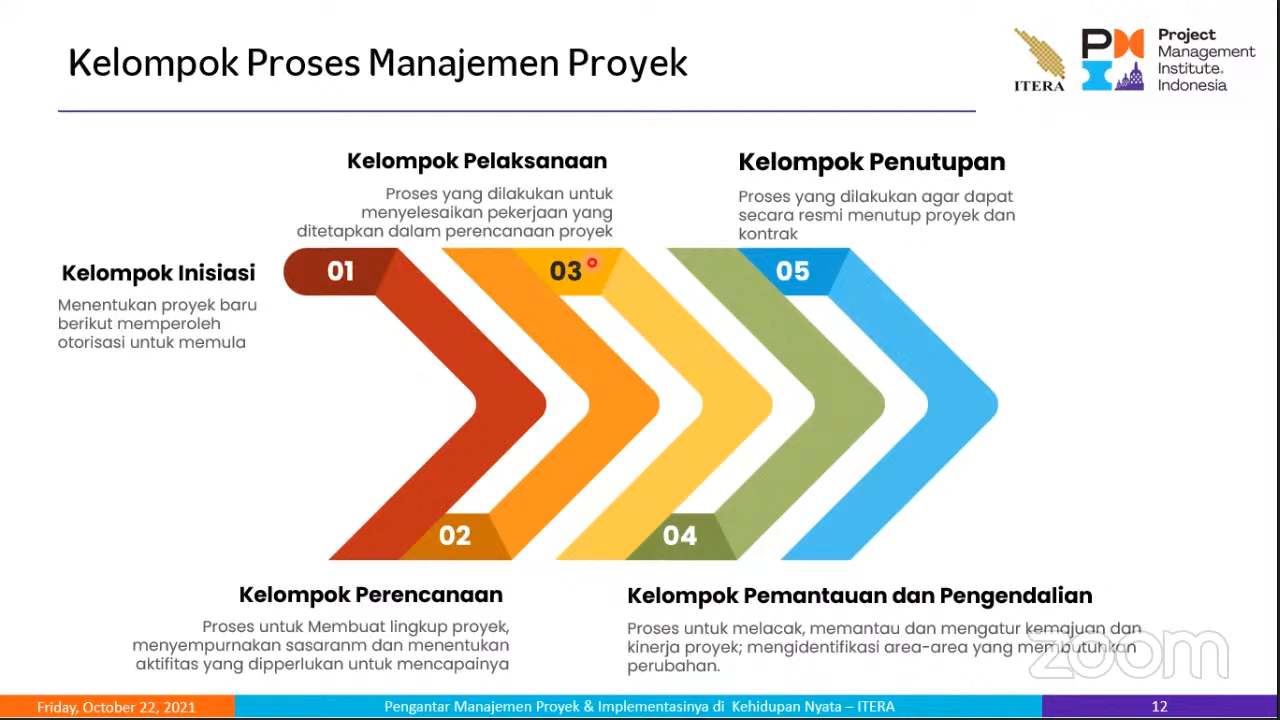 Kelompok Proses Manajemen Proyek
ITERA
PMI
Project
Management
Institute.
Indonesia
Kelompok Inisiasi
Menentukan proyek baru
berikut memperoleh
otorisasi untuk memula
01
Kelompok Perencanaan
Proses untuk Membuat lingkup proyek,
menyempurnakan sasaranm dan menentukan
aktifitas yang dipperlukan untuk mencapainya
02
Kelompok Pelaksanaan
Proses yang dilakukan untuk
menyelesaikan pekerjaan yang
ditetapkan dalam perencanaan proyek
03
Kelompok Pemantauan dan Pengendalian
Proses untuk melacak, memantau dan mengatur kemajuan dan
kinerja proyek; mengidentifikasi area-area yang membutuhkan
perubahan.
04
Kelompok Penutupan
Proses yang dilakukan agar dapat
secara resmi menutup proyek dan
kontrak
05
zoom
Friday, October 22, 2021
Pengantar Manajemen Proyek & Implementasinya di Kehidupan Nyata – ITERA
12